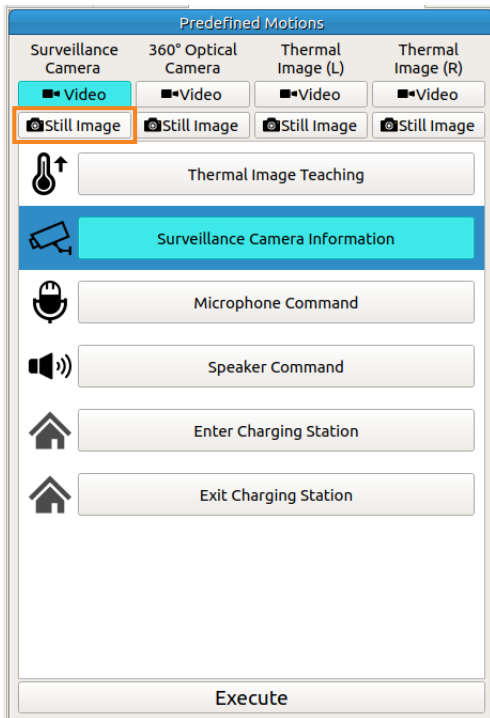 Predefined Motions
Surveillance Camera
360° Optical Camera
Thermal Image (L)
Thermal Image (R)
Video
Video
Video
Video
Still Image
Still Image
Still Image
Still Image
Thermal Image Teaching
Surveillance Camera Information
Microphone Command
Speaker Command
Enter Charging Station
Exit Charging Station
Execute